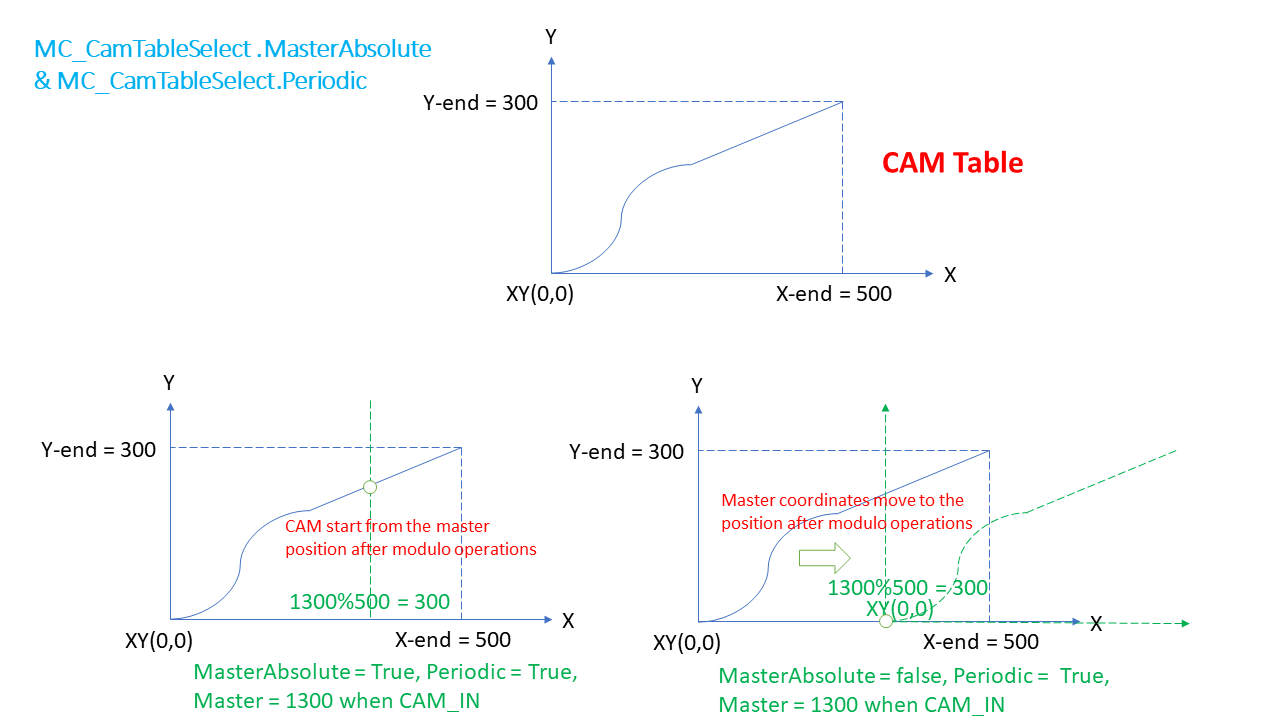 MC_CamTableSelect .MasterAbsolute
& MC_CamTableSelect.Periodic
Y
Y-end = 300
CAM Table
X
XY(0,0)
X-end = 500
Y
Y-end = 300
CAM start from the master
position after modulo operations
1300%500 = 300
X
XY(0,0)
X-end = 500
MasterAbsolute = True, Periodic = True,
Master = 1300 when CAM_IN
Y
Y-end = 300
Master coordinates move to the
position after modulo operations
1300%500 = 300
XY(0,0)
X
XY(0,0)
X-end = 500
MasterAbsolute = false, Periodic =  True,
Master = 1300 when CAM_IN